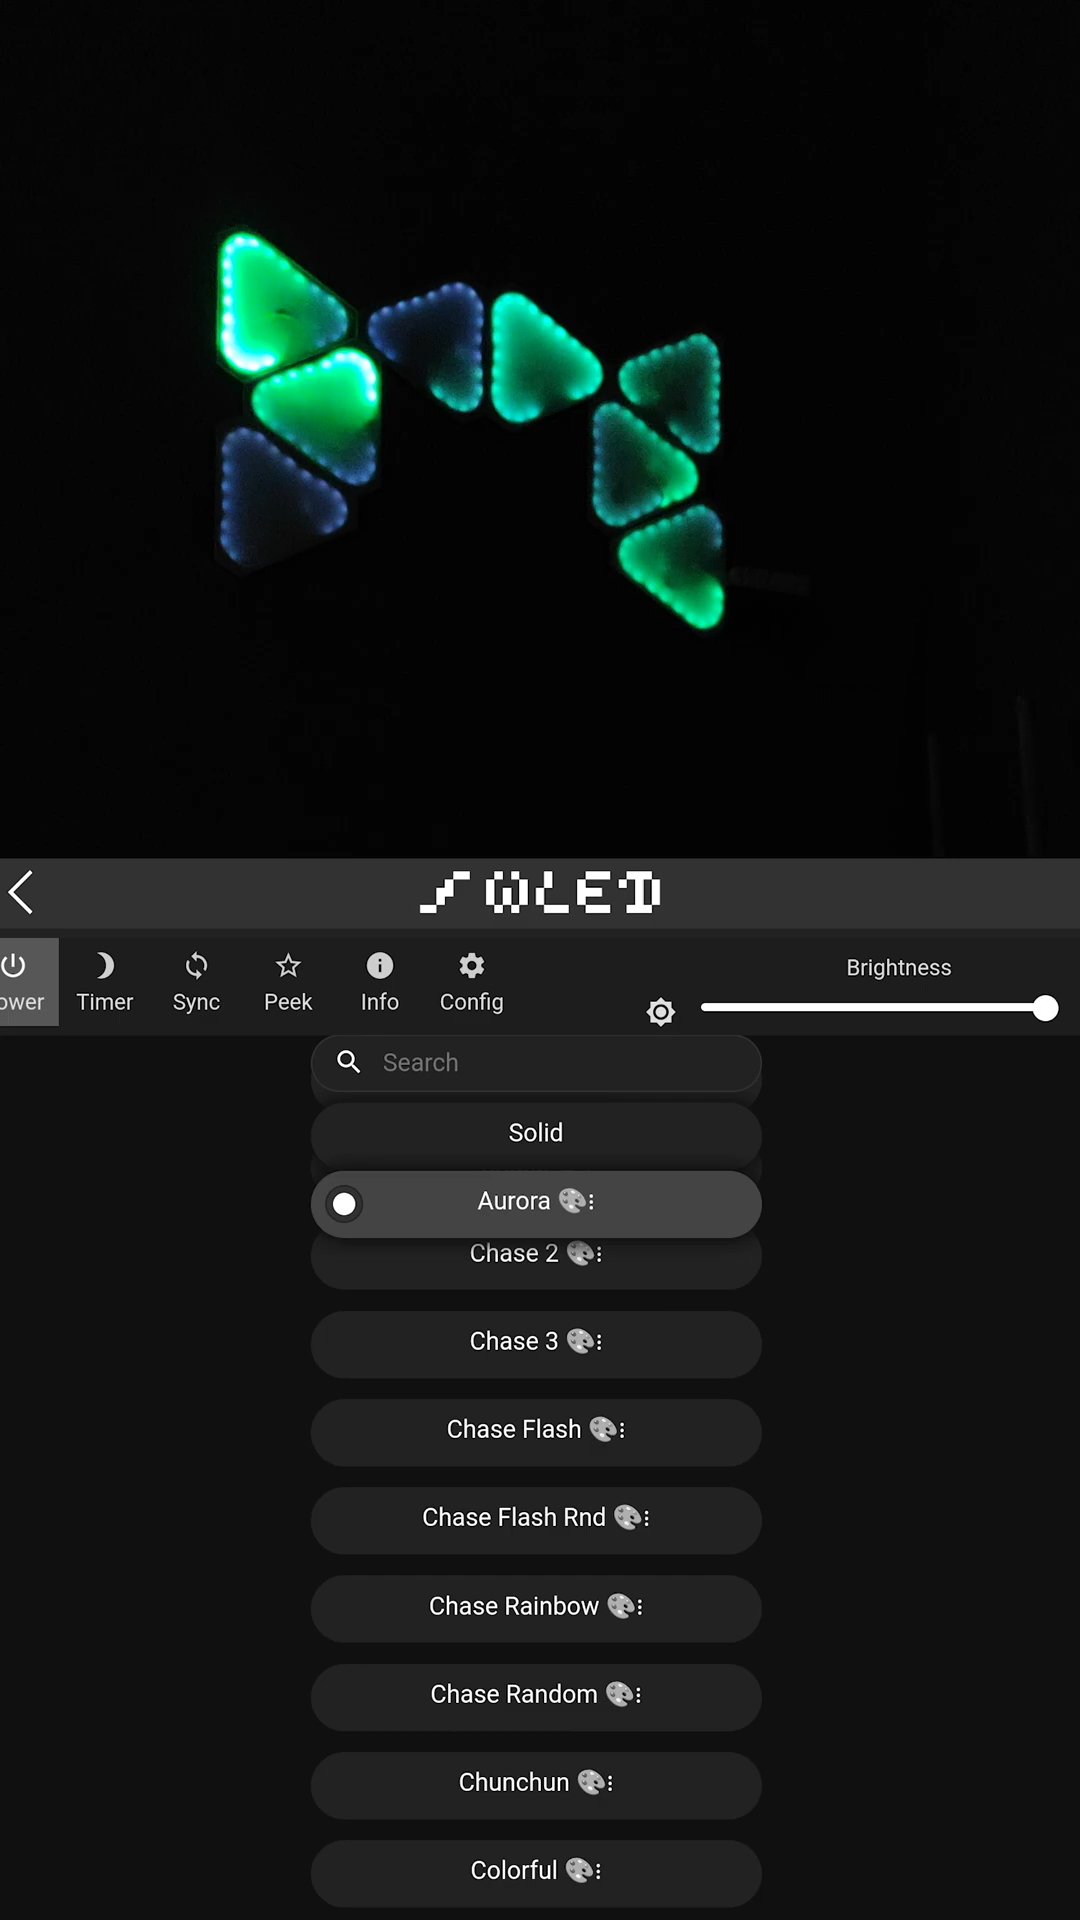 WLED
ower
Timer
Sync
Peek
Info
Config
Brightness
Search
Solid
Aurora
Chase 2
Chase 3
Chase Flash
Chase Flash Rnd
Chase Rainbow
Chase Random
Chunchun
Colorful